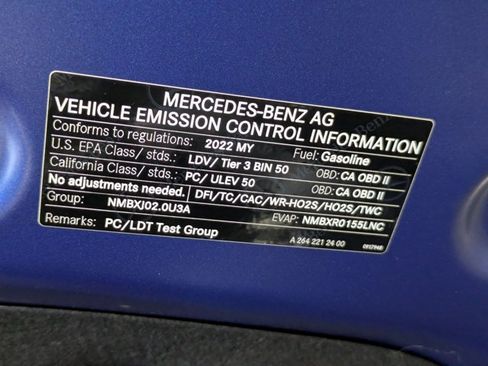 MERCEDES-BENZ AG
VEHICLE EMISSION CONTROL INFORMATION
Conforms to regulations: 2022 MY Fuel: Gasoline
U.S. EPA Class/ stds.: LDV/ Tier 3 BIN 50 OBD: CA OBD II
California Class/ stds.: PC/ ULEV 50 OBD: CA OBD II
No adjustments needed. DFI/TC/CAC/WR-HO2S/HO2S/TWC
Group: NMBXJ02.0U3A EVAP: NMBXR0155LNC
Remarks: PC/LDT Test Group
A 264 221 24 00